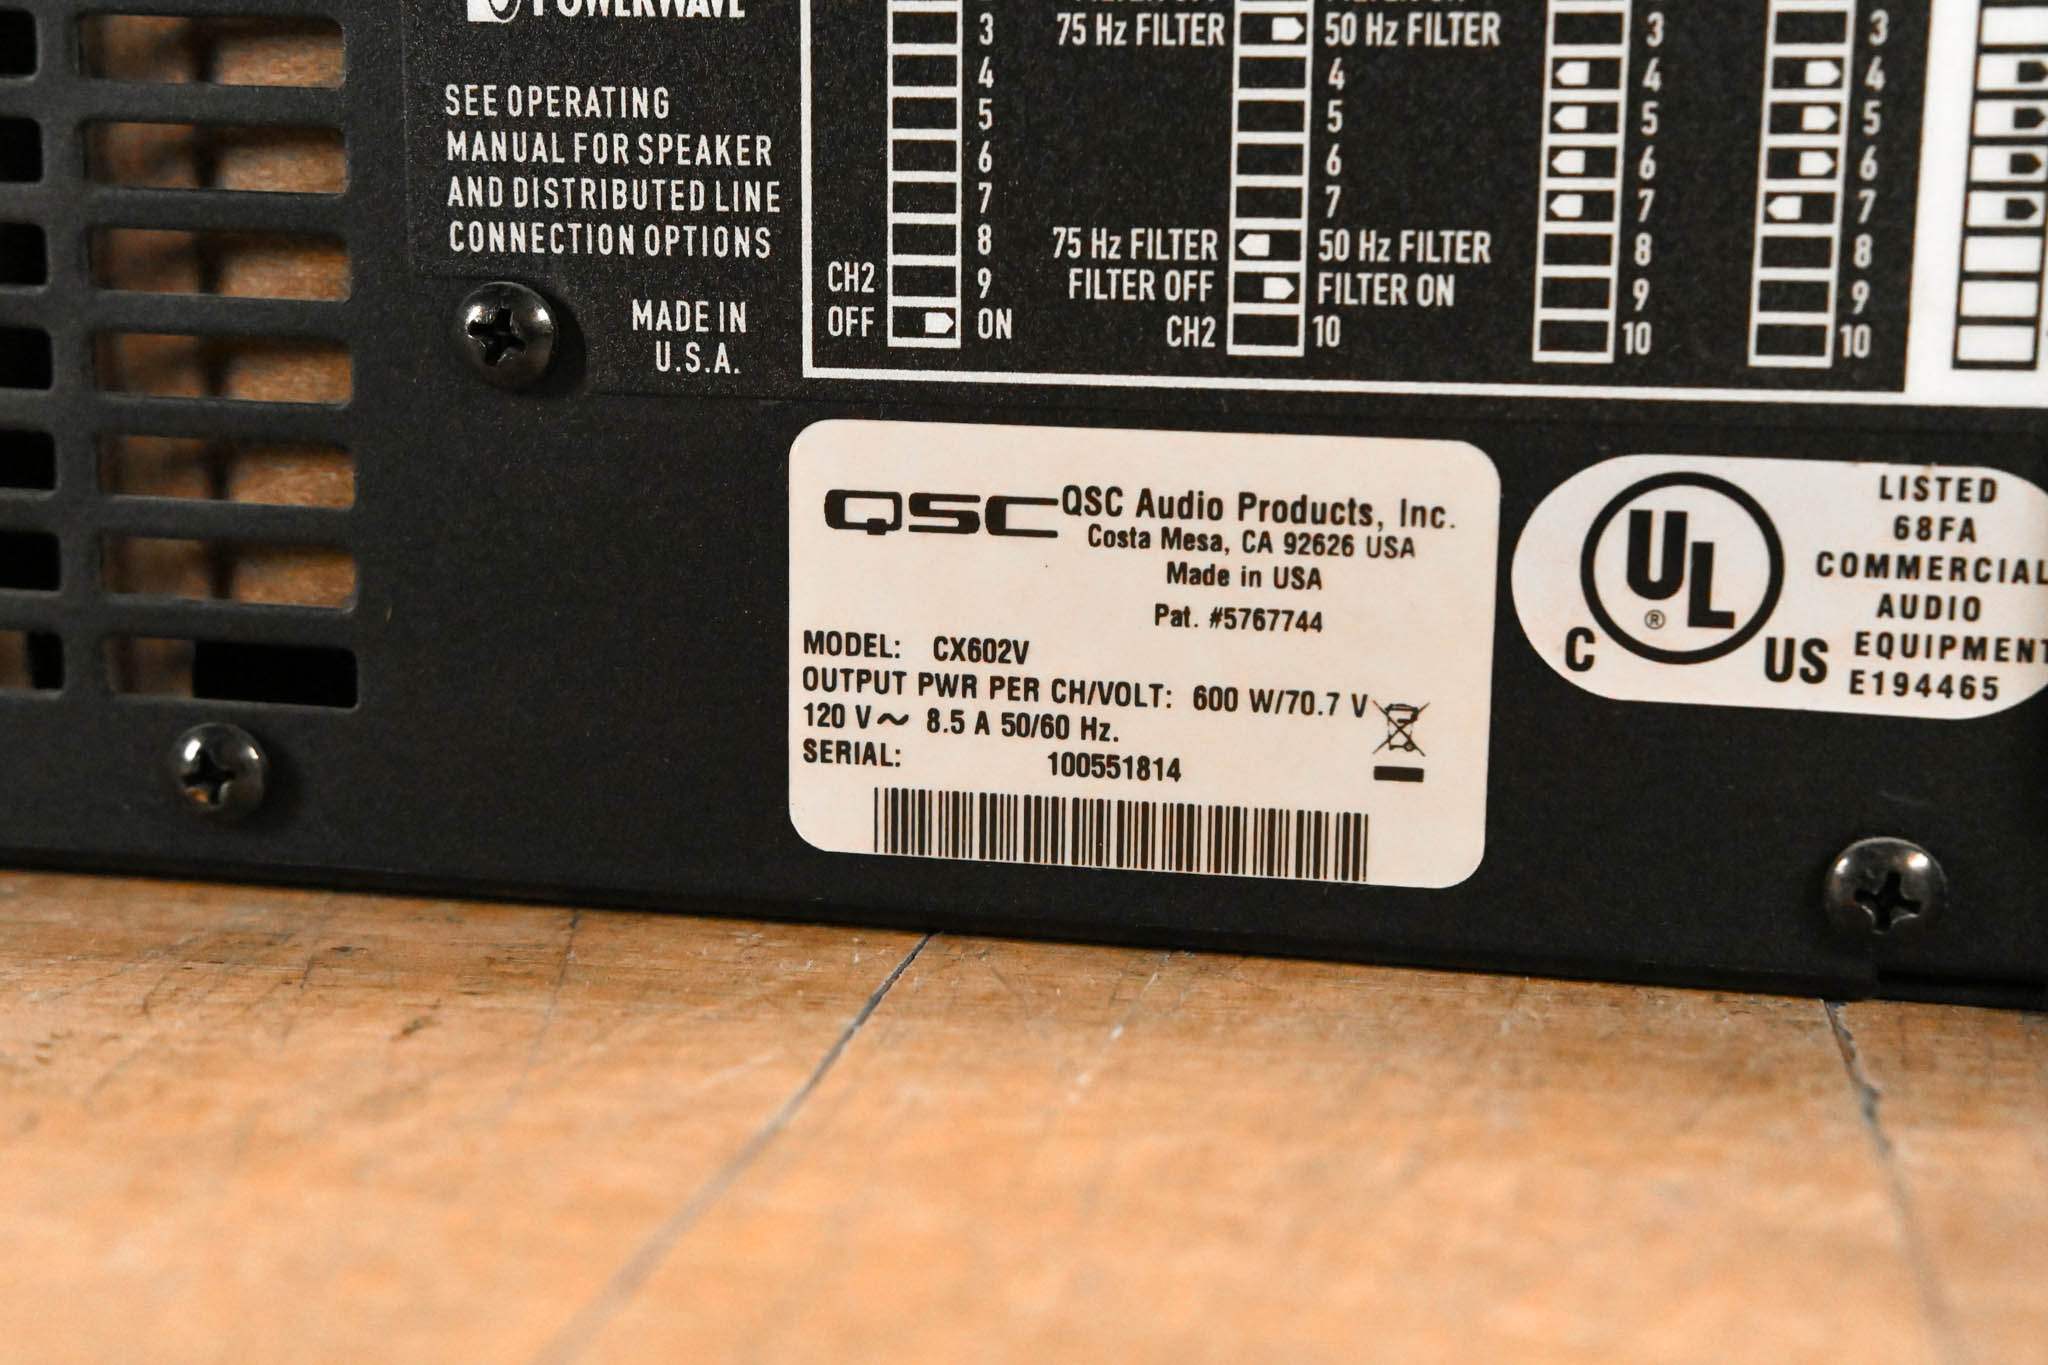 POWERWAVE
SEE OPERATING
MANUAL FOR SPEAKER
AND DISTRIBUTED LINE
CONNECTION OPTIONS
MADE IN
U.S.A.
3
4
5
6
7
8
CH2 9
OFF ON
75 Hz FILTER 50 Hz FILTER
4
5
6
7
75 Hz FILTER 50 Hz FILTER
FILTER OFF FILTER ON
CH2 10
3
4
5
6
7
8
9
10
3
4
5
6
7
8
9
10
QSC QSC Audio Products, Inc.
Costa Mesa, CA 92626 USA
Made in USA
Pat. #5767744
MODEL: CX602V
OUTPUT PWR PER CH/VOLT: 600 W/70.7 V
120 V~ 8.5 A 50/60 Hz.
SERIAL: 100551814
C UL ® US
LISTED
68FA
COMMERCIAL
AUDIO
EQUIPMENT
E194465